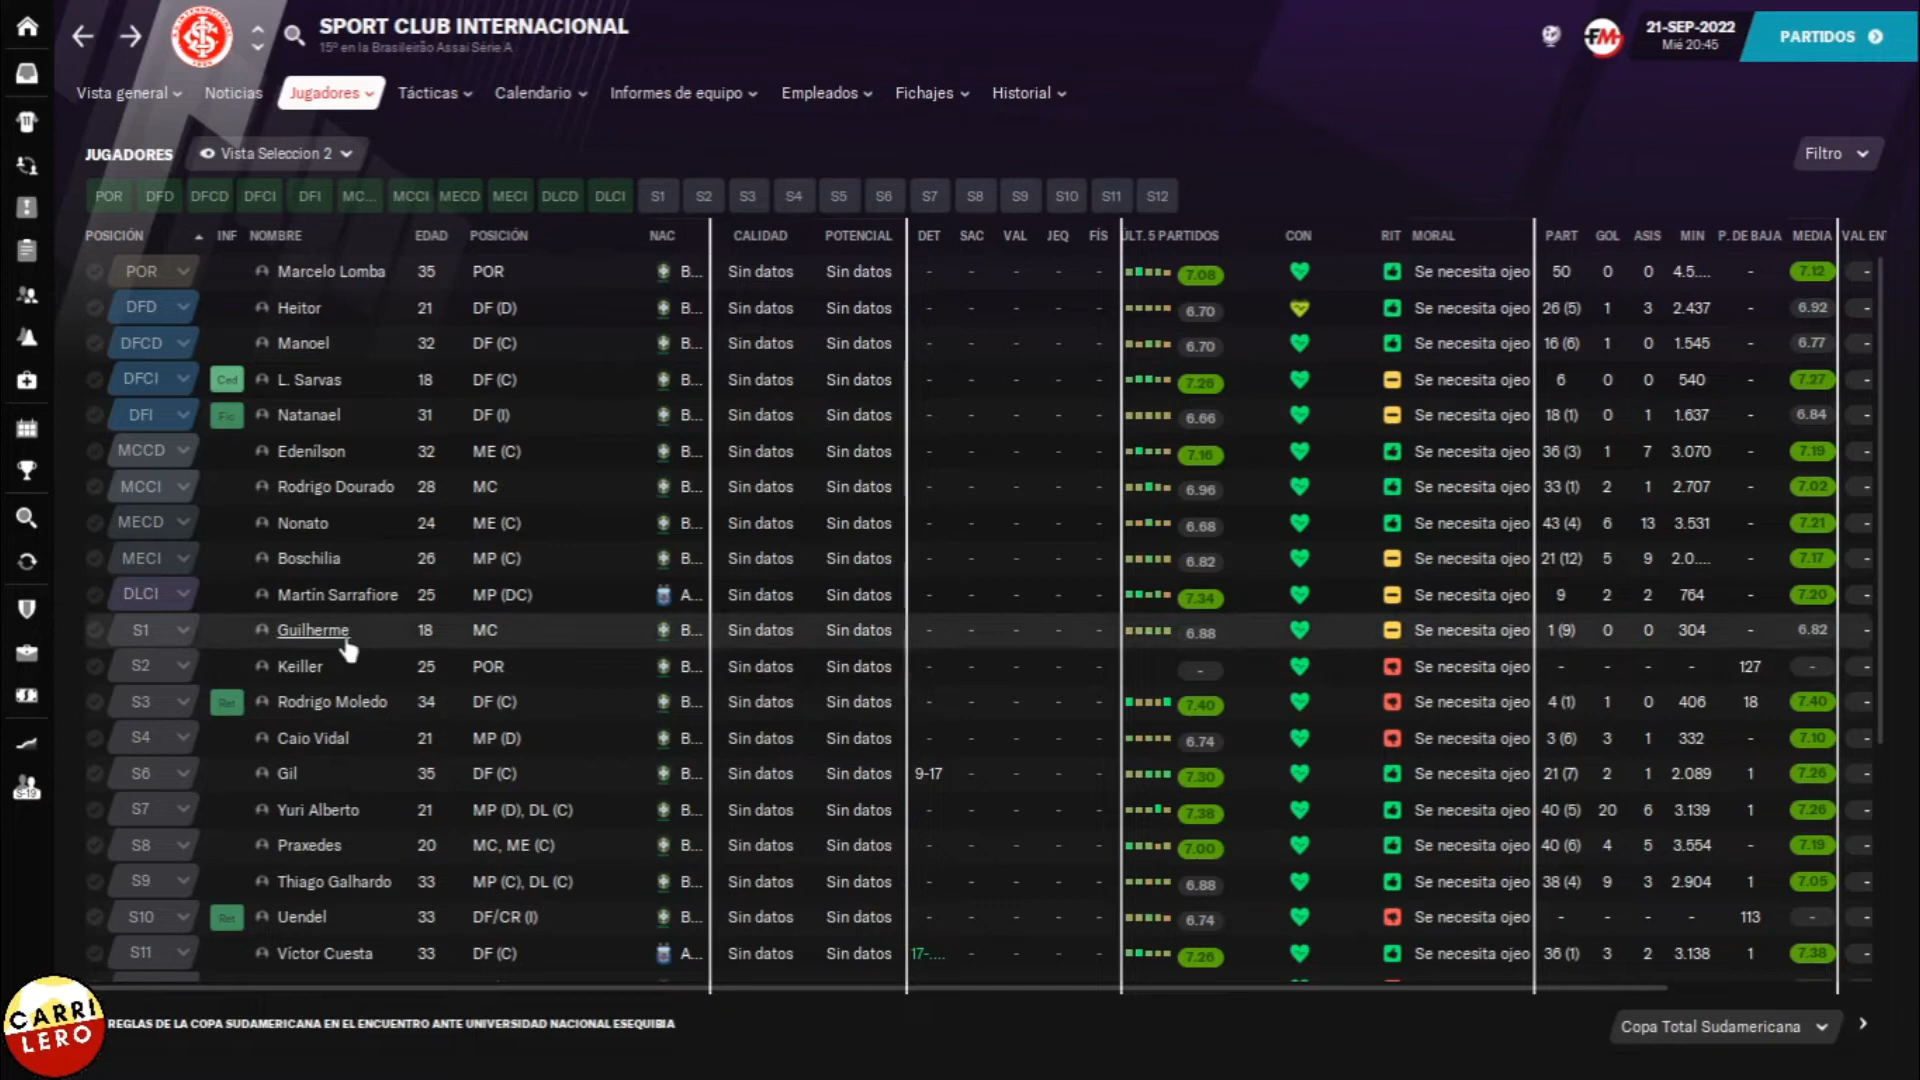 SPORT CLUB INTERNACIONAL
15º en la Brasileirão Assaí Série A
21-SEP-2022
Mié 20:45
PARTIDOS
Vista general Noticias Jugadores Tácticas Calendario Informes de equipo Empleados Fichajes Historial
JUGADORES Vista Seleccion 2 Filtro
POR DFD DFCD DFCI DFI MC... MCCI MECD MECI DLCD DLCI S1 S2 S3 S4 S5 S6 S7 S8 S9 S10 S11 S12
POSICIÓN INF NOMBRE EDAD POSICIÓN NAC CALIDAD POTENCIAL DET SAC VAL JEQ FÍS ÚLT. 5 PARTIDOS CON RIT MORAL PART GOL ASIS MIN P. DE BAJA MEDIA VAL EN
POR Marcelo Lomba 35 POR B... Sin datos Sin datos - - - - - 7.08 Se necesita ojeo 50 0 0 4.5.... - 7.12 -
DFD Heitor 21 DF (D) B... Sin datos Sin datos - - - - - 6.70 Se necesita ojeo 26 (5) 1 3 2.437 - 6.92 -
DFCD Manoel 32 DF (C) B... Sin datos Sin datos - - - - - 6.70 Se necesita ojeo 16 (6) 1 0 1.545 - 6.77 -
DFCI Ced L. Sarvas 18 DF (C) B... Sin datos Sin datos - - - - - 7.26 Se necesita ojeo 6 0 0 540 - 7.27 -
DFI Fic Natanael 31 DF (I) B... Sin datos Sin datos - - - - - 6.66 Se necesita ojeo 18 (1) 0 1 1.637 - 6.84 -
MCCD Edenílson 32 ME (C) B... Sin datos Sin datos - - - - - 7.16 Se necesita ojeo 36 (3) 1 7 3.070 - 7.19 -
MCCI Rodrigo Dourado 28 MC B... Sin datos Sin datos - - - - - 6.96 Se necesita ojeo 33 (1) 2 1 2.707 - 7.02 -
MECD Nonato 24 ME (C) B... Sin datos Sin datos - - - - - 6.68 Se necesita ojeo 43 (4) 6 13 3.531 - 7.21 -
MECI Boschilia 26 MP (C) B... Sin datos Sin datos - - - - - 6.82 Se necesita ojeo 21 (12) 5 9 2.0.... - 7.17 -
DLCI Martín Sarrafiore 25 MP (DC) A... Sin datos Sin datos - - - - - 7.34 Se necesita ojeo 9 2 2 764 - 7.20 -
S1 Guilherme 18 MC B... Sin datos Sin datos - - - - - 6.88 Se necesita ojeo 1 (9) 0 0 304 - 6.82 -
S2 Keiller 25 POR B... Sin datos Sin datos - - - - - - Se necesita ojeo - - - - 127 - -
S3 Ret Rodrigo Moledo 34 DF (C) B... Sin datos Sin datos - - - - - 7.40 Se necesita ojeo 4 (1) 1 0 406 18 7.40 -
S4 Caio Vidal 21 MP (D) B... Sin datos Sin datos - - - - - 6.74 Se necesita ojeo 3 (6) 3 1 332 - 7.10 -
S6 Gil 35 DF (C) B... Sin datos Sin datos 9-17 - - - - 7.30 Se necesita ojeo 21 (7) 2 1 2.089 1 7.26 -
S7 Yuri Alberto 21 MP (D), DL (C) B... Sin datos Sin datos - - - - - 7.38 Se necesita ojeo 40 (5) 20 6 3.139 1 7.26 -
S8 Praxedes 20 MC, ME (C) B... Sin datos Sin datos - - - - - 7.00 Se necesita ojeo 40 (6) 4 5 3.554 - 7.19 -
S9 Thiago Galhardo 33 MP (C), DL (C) B... Sin datos Sin datos - - - - - 6.88 Se necesita ojeo 38 (4) 9 3 2.904 1 7.05 -
S10 Ret Uendel 33 DF/CR (I) B... Sin datos Sin datos - - - - - 6.74 Se necesita ojeo - - - - 113 - -
S11 Víctor Cuesta 33 DF (C) A... Sin datos Sin datos 17-.... - - - - 7.26 Se necesita ojeo 36 (1) 3 2 3.138 1 7.38 -
S-19
CARRI
LERO
REGLAS DE LA COPA SUDAMERICANA EN EL ENCUENTRO ANTE UNIVERSIDAD NACIONAL ESEQUIBIA
Copa Total Sudamericana